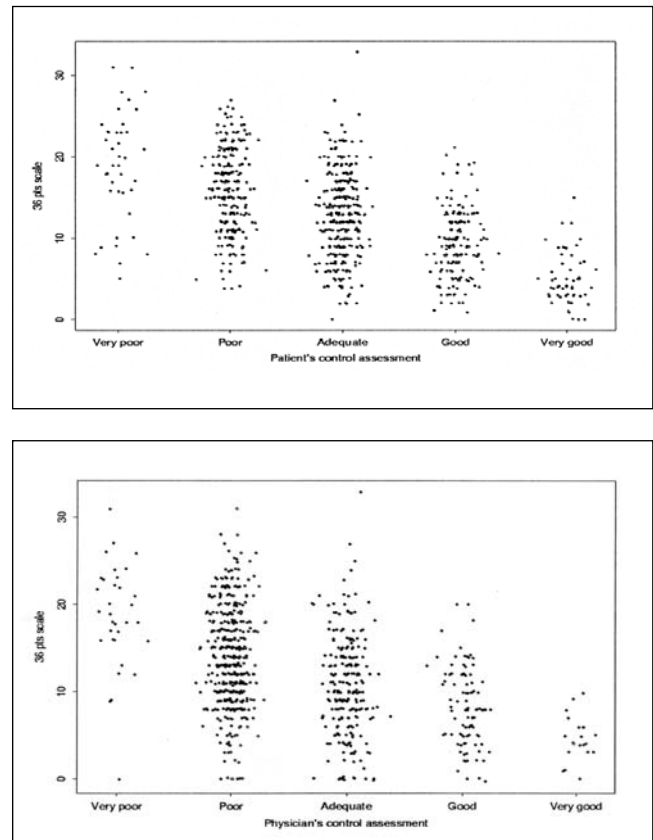 30
20
10
0
36 pts scale
Very poor Poor Adequate Good Very good
Patient's control assessment
30
20
10
0
36 pts scale
Very poor Poor Adequate Good Very good
Physician's control assessment